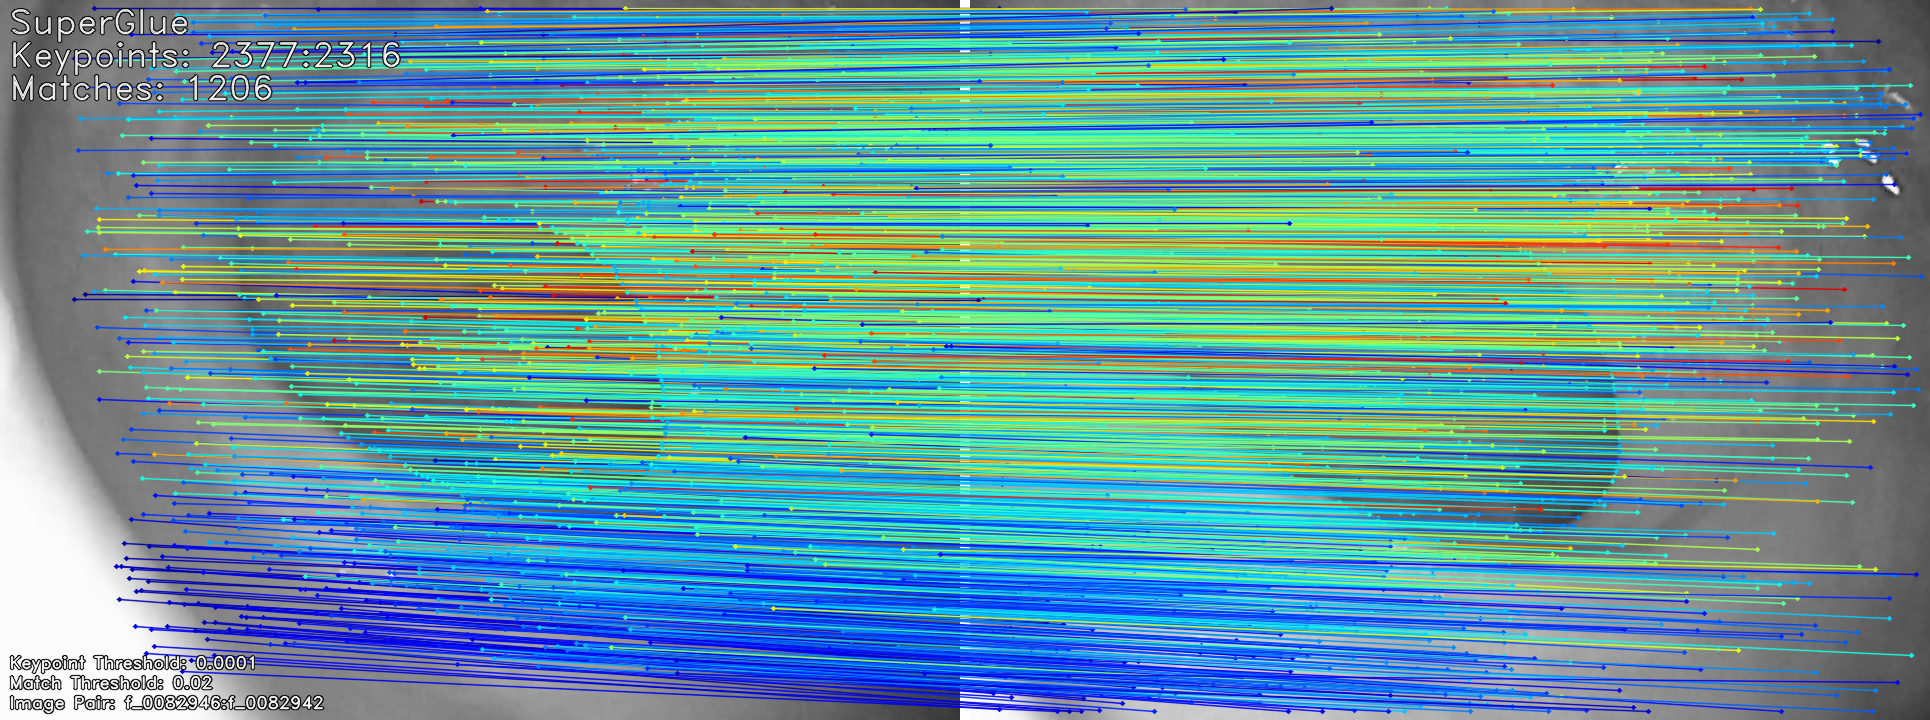 SuperGlue
Keypoints: 2377:2316
Matches: 1206
Keypoint Threshold: 0.0001
Match Threshold: 0.02
Image Pair: f_0082946:f_0082942